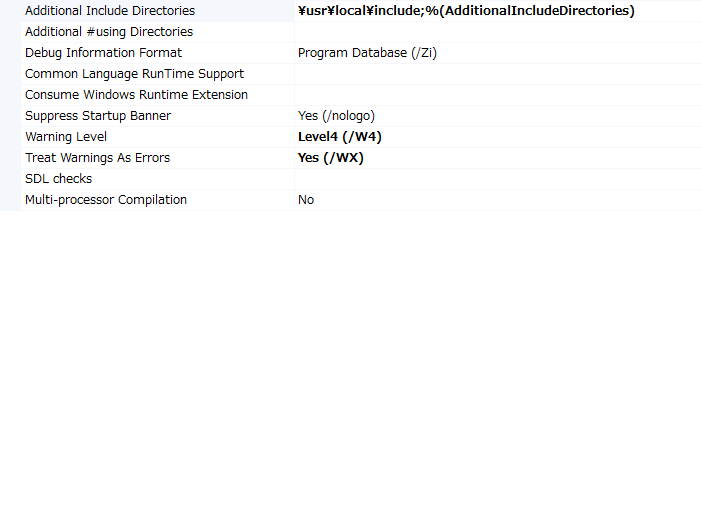 Additional Include Directories ¥usr¥local¥include;%(AdditionalIncludeDirectories)
Additional #using Directories
Debug Information Format Program Database (/Zi)
Common Language RunTime Support
Consume Windows Runtime Extension
Suppress Startup Banner Yes (/nologo)
Warning Level Level4 (/W4)
Treat Warnings As Errors Yes (/WX)
SDL checks
Multi-processor Compilation No